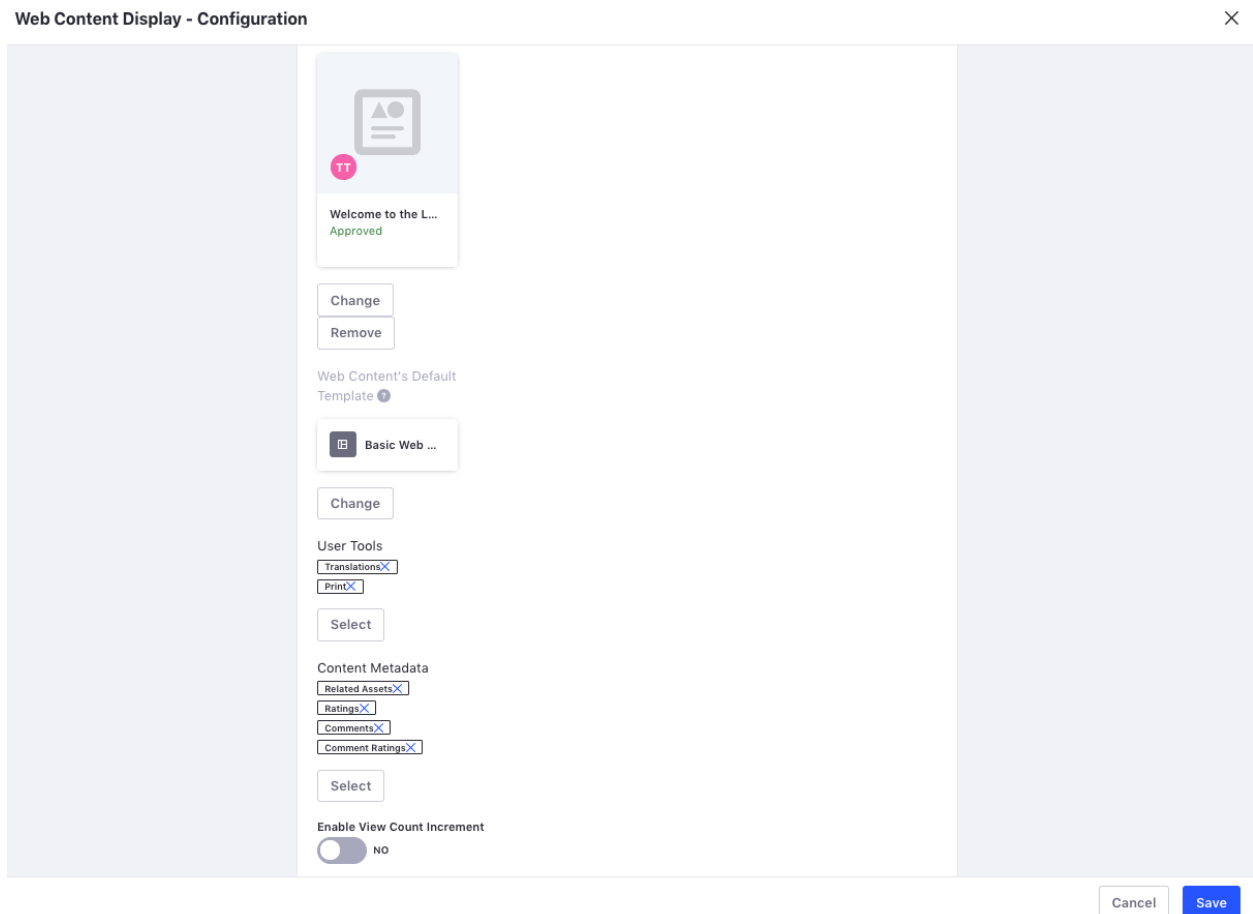 Web Content Display - Configuration
TT
Welcome to the L...
Approved
Change
Remove
Web Content's Default
Template ?
Basic Web ...
Change
User Tools
Translations
Print
Select
Content Metadata
Related Assets
Ratings
Comments
Comment Ratings
Select
Enable View Count Increment
NO
Cancel
Save